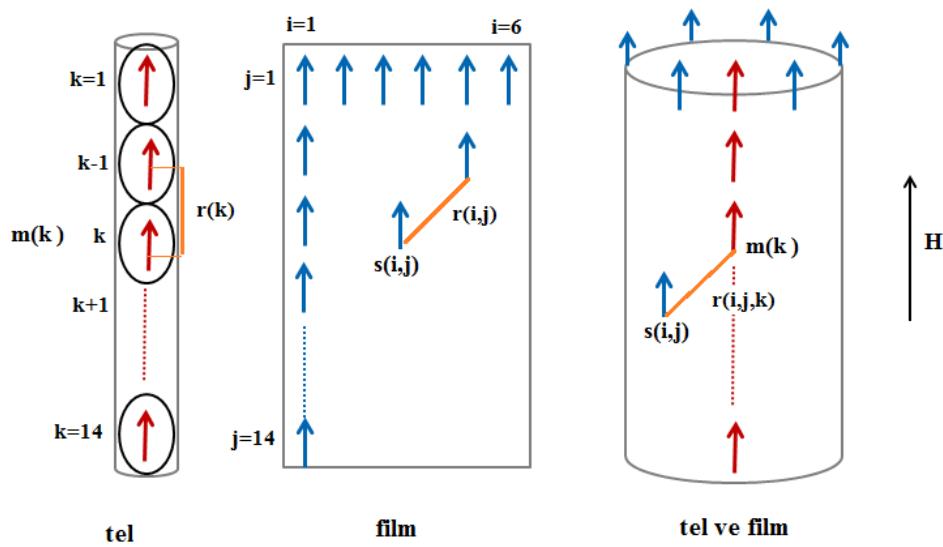 k=1
k-1
m(k)
k
r(k)
k+1
k=14
tel
i=1
i=6
j=1
r(i,j)
s(i,j)
j=14
film
m(k)
r(i,j,k)
s(i,j)
H
tel ve film